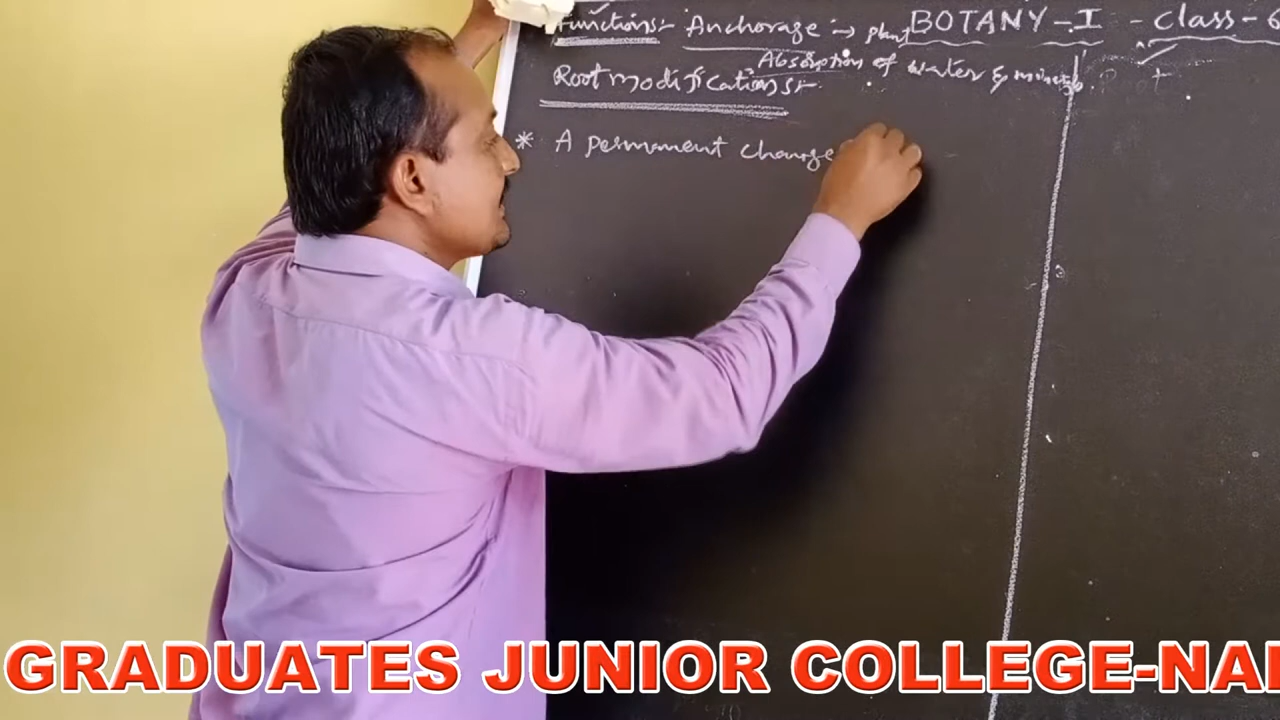 Functions:- Anchorage → plant BOTANY - I - Class - 6
Absorption of water & minerals.
Root modifications:-
* A permanent change
GRADUATES JUNIOR COLLEGE-NA